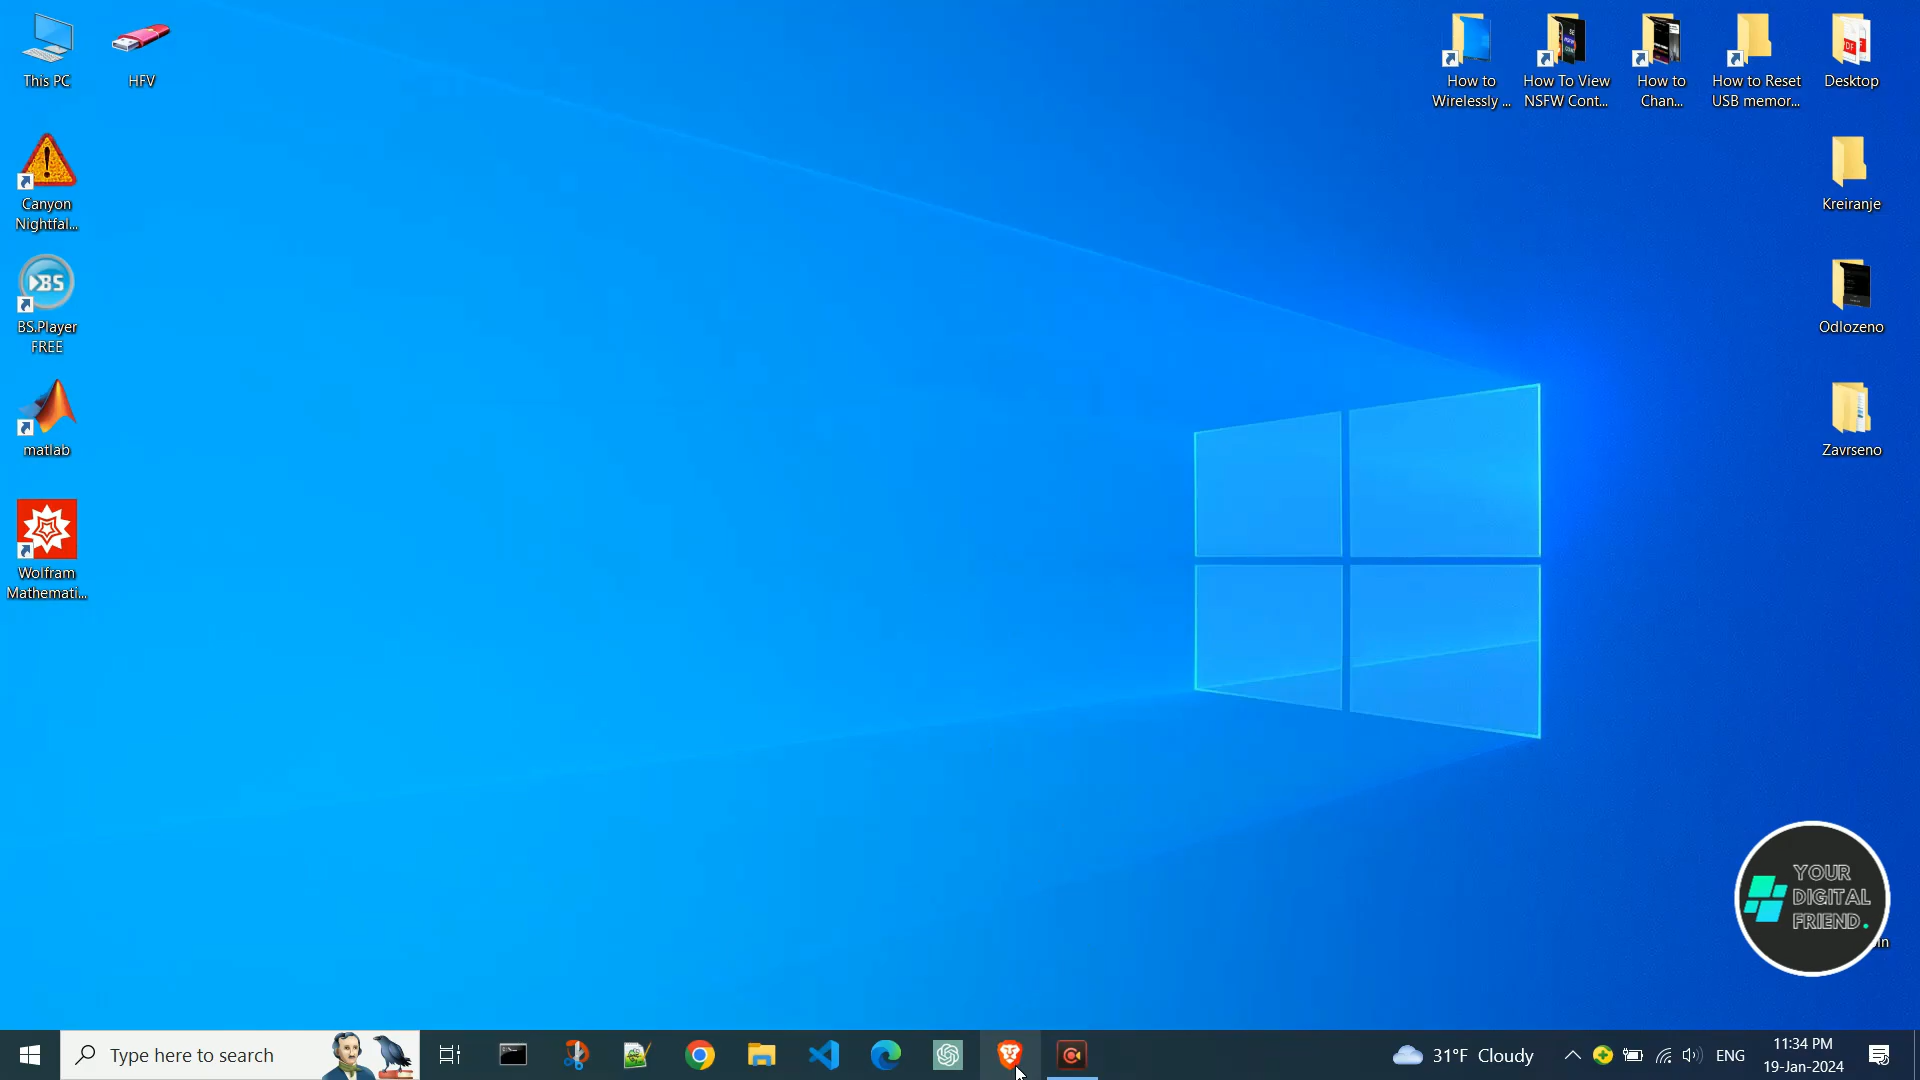 This PC
HFV
How to
Wirelessly ...
How To View
NSFW Cont...
How to
Chan...
How to Reset
USB memor...
Desktop
Canyon
Nightfal...
Kreiranje
BS
BS.Player
FREE
Odlozeno
matlab
Zavrseno
Wolfram
Mathemati...
YOUR
DIGITAL
FRIEND.
in
Type here to search
31°F Cloudy
ENG
11:34 PM
19-Jan-2024